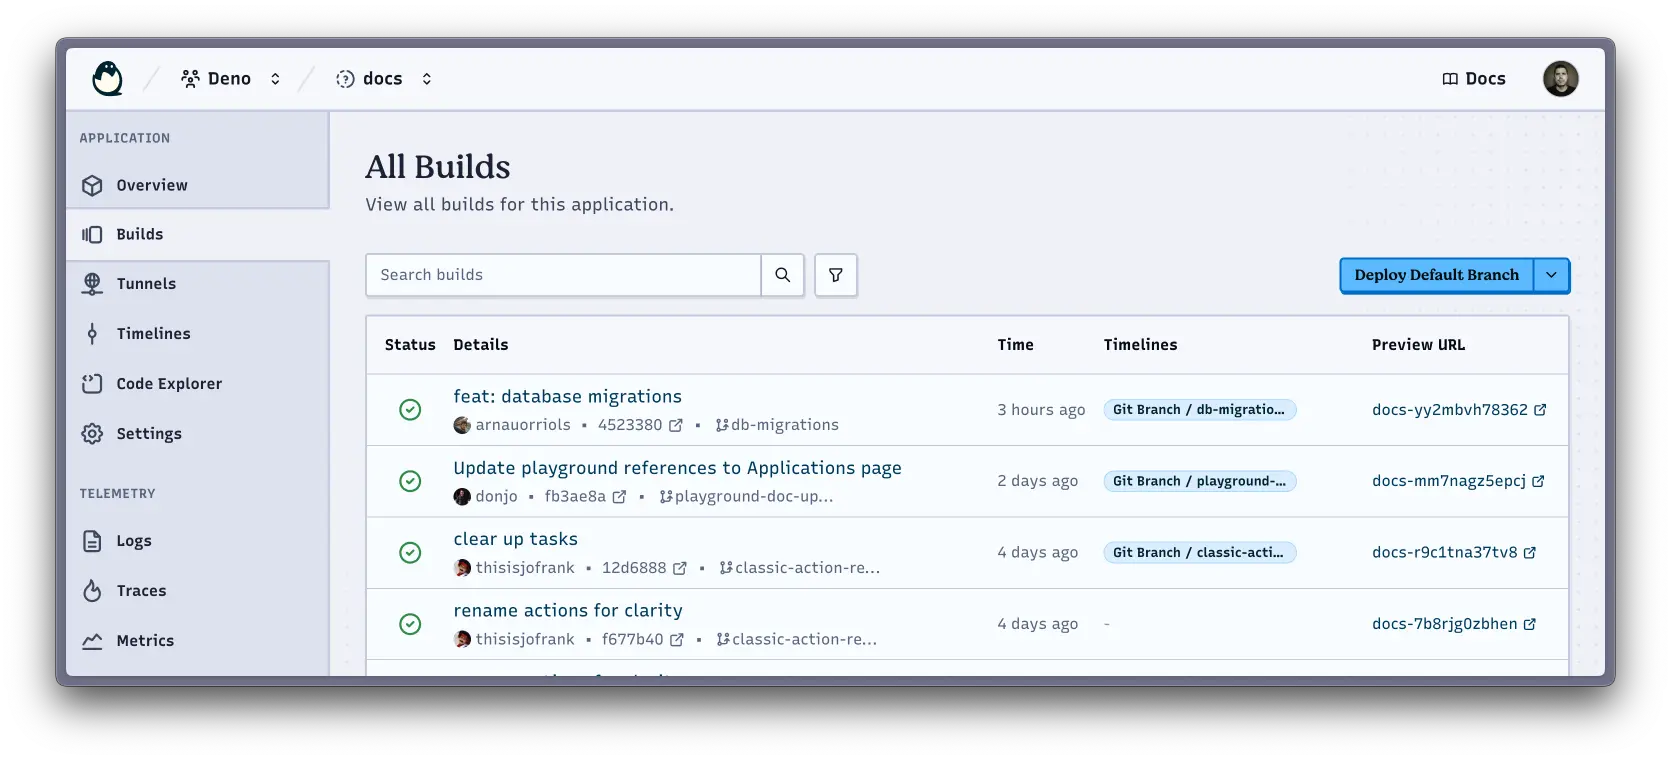 Deno docs Docs
APPLICATION
Overview
Builds
Tunnels
Timelines
Code Explorer
Settings
TELEMETRY
Logs
Traces
Metrics
All Builds
View all builds for this application.
Search builds
Deploy Default Branch
Status Details Time Timelines Preview URL
feat: database migrations
arnauorriols • 4523380 • db-migrations
3 hours ago Git Branch / db-migratio… docs-yy2mbvh78362
Update playground references to Applications page
donjo • fb3ae8a • playground-doc-up…
2 days ago Git Branch / playground-… docs-mm7nagz5epcj
clear up tasks
thisisjofrank • 12d6888 • classic-action-re…
4 days ago Git Branch / classic-acti… docs-r9c1tna37tv8
rename actions for clarity
thisisjofrank • f677b40 • classic-action-re…
4 days ago - docs-7b8rjg0zbhen